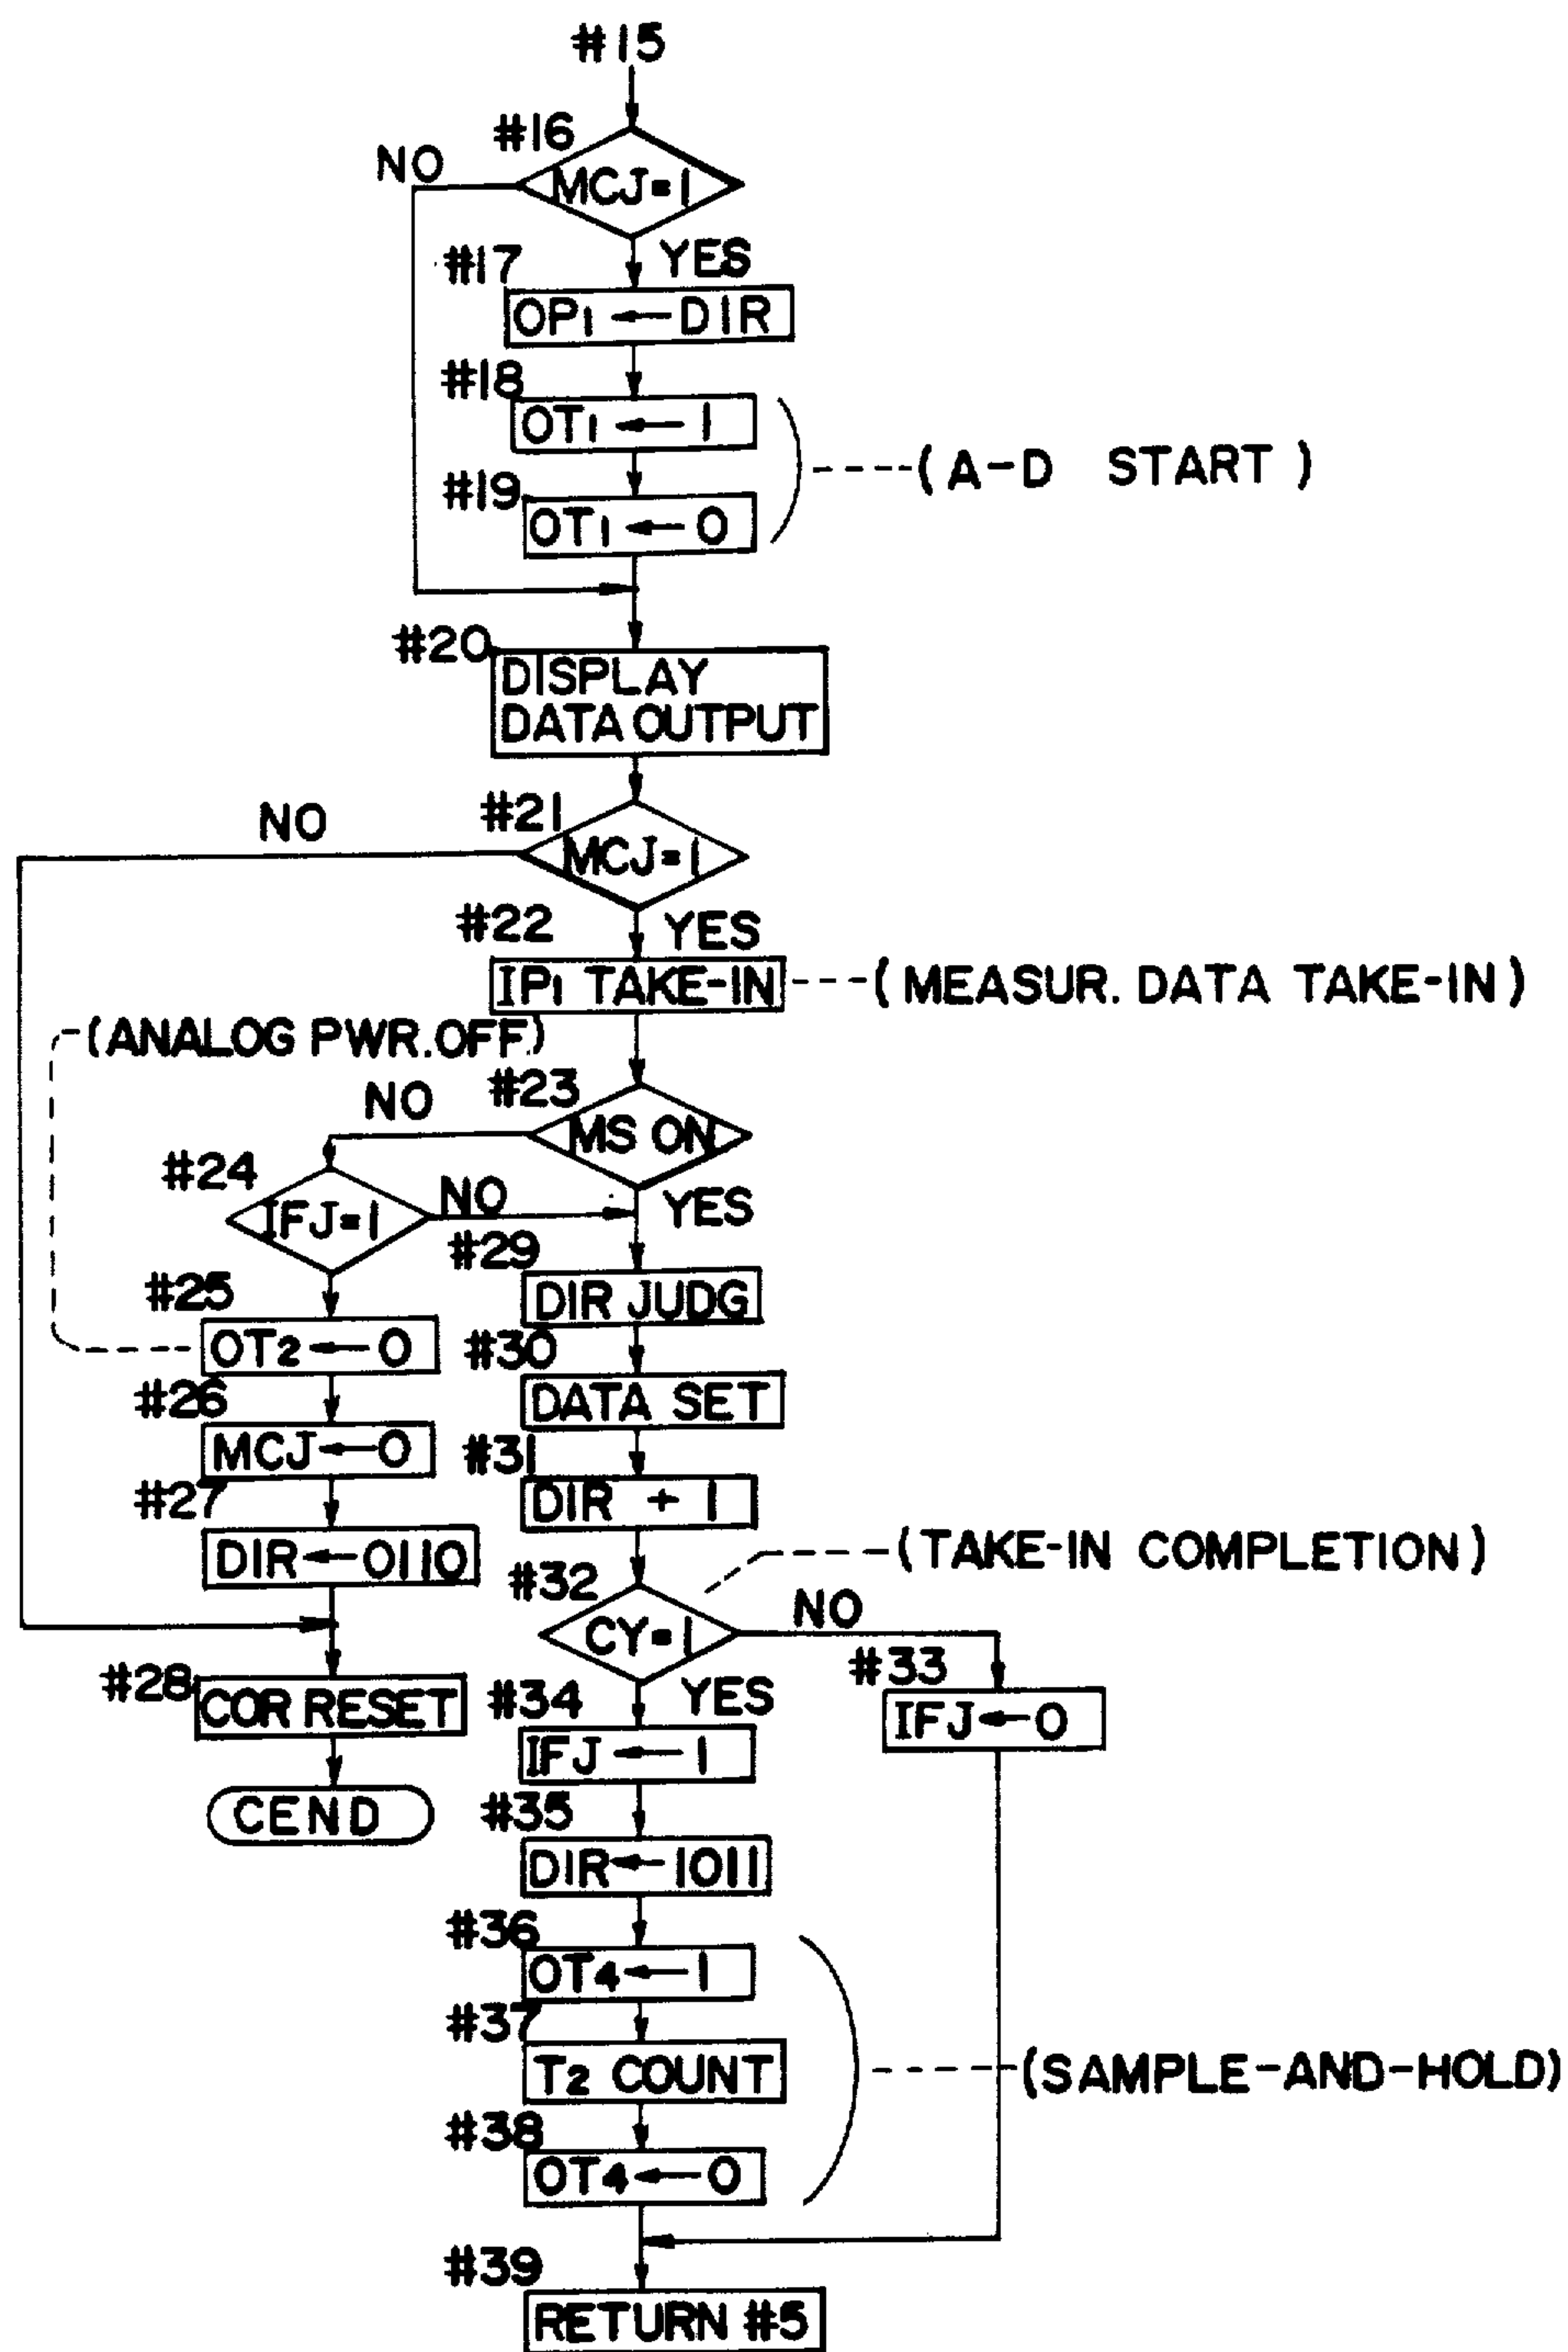 #15
#16
NO
MCJ=1
YES
#17
OP1 ← DIR
#18
OT1 ← 1
(A-D START)
#19
OT1 ← 0
#20
DISPLAY
DATA OUTPUT
NO
#21
MCJ=1
#22
YES
IP1 TAKE-IN
(MEASUR. DATA TAKE-IN)
(ANALOG PWR.OFF)
#23
NO
MS ON
#24
IFJ=1
NO
YES
#29
DIR JUDG
#25
OT2 ← 0
#30
DATA SET
#26
MCJ ← 0
#31
DIR + 1
#27
DIR ← 0110
(TAKE-IN COMPLETION)
#32
CY=1
NO
#33
IFJ ← 0
#28
COR RESET
#34
YES
IFJ ← 1
CEND
#35
DIR ← 1011
#36
OT4 ← 1
#37
T2 COUNT
(SAMPLE-AND-HOLD)
#38
OT4 ← 0
#39
RETURN #5